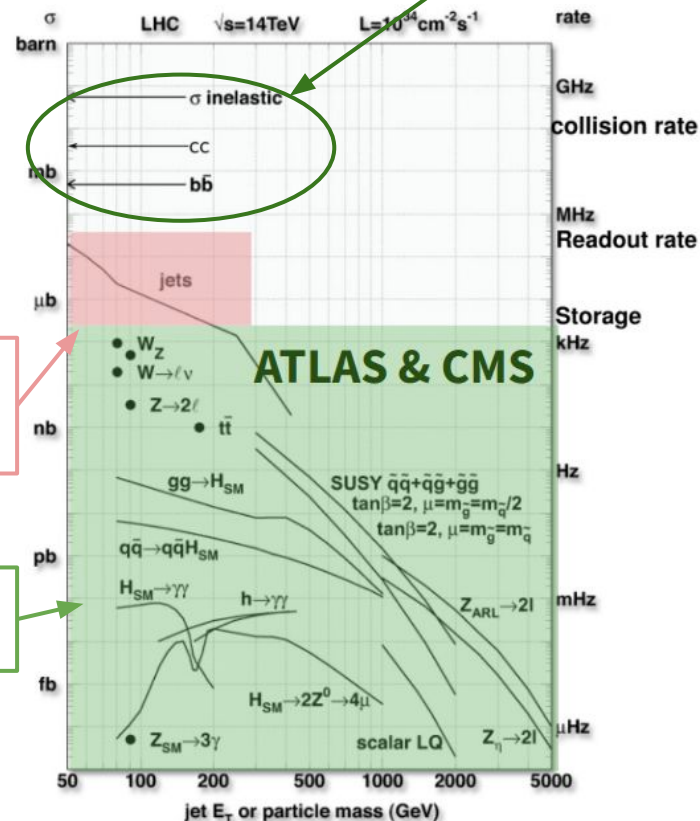 σ LHC √s=14TeV L=10³⁴cm⁻²s⁻¹ rate
barn
GHz
σ inelastic
collision rate
cc
mb
bb̄
MHz
Readout rate
jets
μb
Storage
kHz
W
Z
ATLAS & CMS
W→ℓν
Z→2ℓ
nb
tt̄
Hz
gg→H_SM
SUSY q̃q̃+q̃g̃+g̃g̃
tanβ=2, μ=m_g̃=m_q̃/2
tanβ=2, μ=m_g̃=m_q̃
qq̄→qq̄H_SM
pb
H_SM→γγ
h→γγ
mHz
Z_ARL→2l
fb
H_SM→2Z⁰→4μ
μHz
Z_SM→3γ
scalar LQ
Z_η→2l
50 100 200 500 1000 2000 5000
jet E_T or particle mass (GeV)